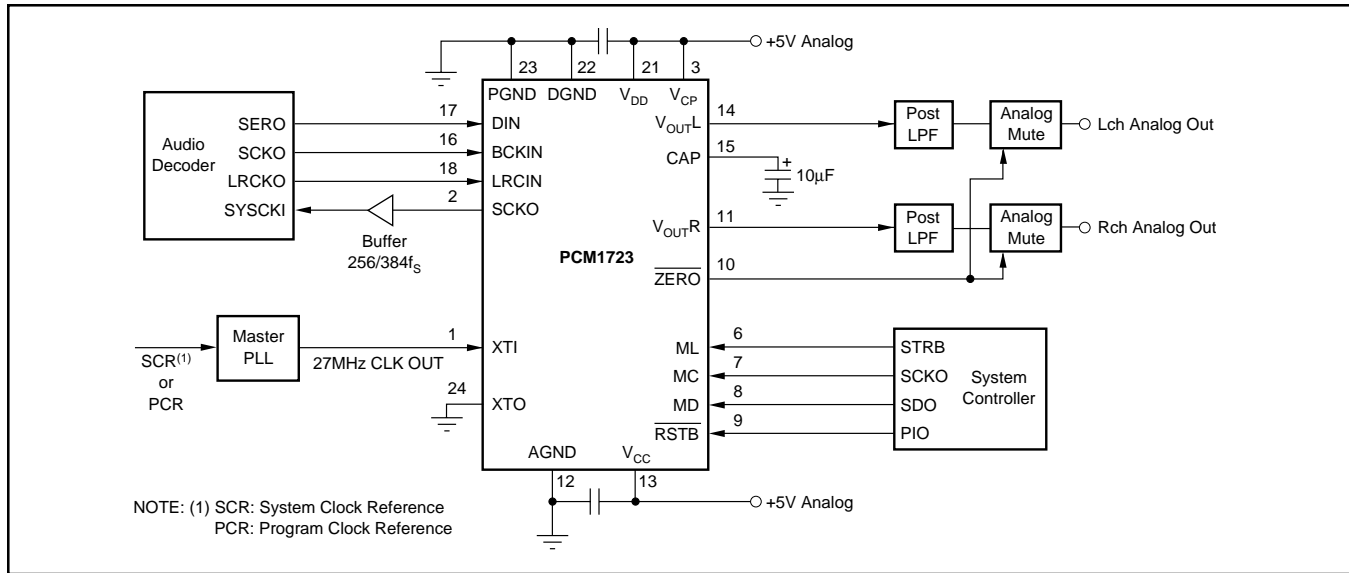 +5V Analog
23 22 21 3
PGND DGND VDD VCP
Audio
Decoder
SERO 17 DIN
SCKO 16 BCKIN
LRCKO 18 LRCIN
SYSCKI 2 SCKO
Buffer
256/384fS
VOUTL 14
Post
LPF
Analog
Mute
Lch Analog Out
CAP 15
+
10µF
VOUTR 11
Post
LPF
Analog
Mute
Rch Analog Out
PCM1723
ZERO 10
SCR(1)
or
PCR
Master
PLL
27MHz CLK OUT
1 XTI
24 XTO
ML 6 STRB
MC 7 SCKO
MD 8 SDO
RSTB 9 PIO
System
Controller
AGND VCC
12 13
+5V Analog
NOTE: (1) SCR: System Clock Reference
PCR: Program Clock Reference